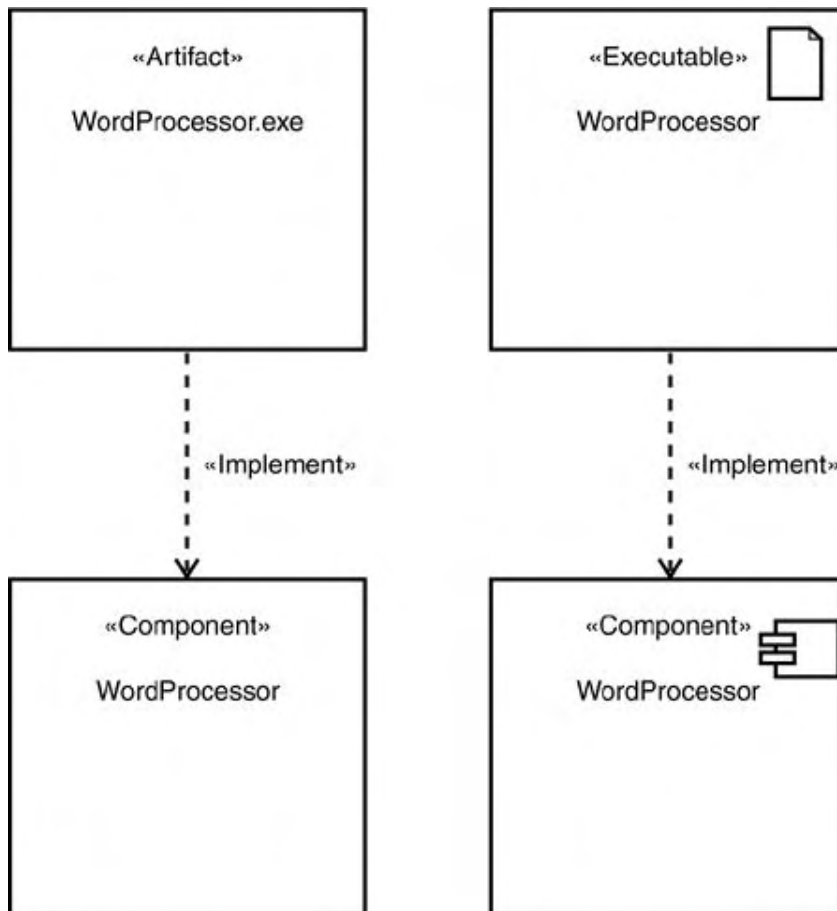 «Artifact»
WordProcessor.exe
«Executable»
WordProcessor
«Implement»
«Implement»
«Component»
WordProcessor
«Component»
WordProcessor